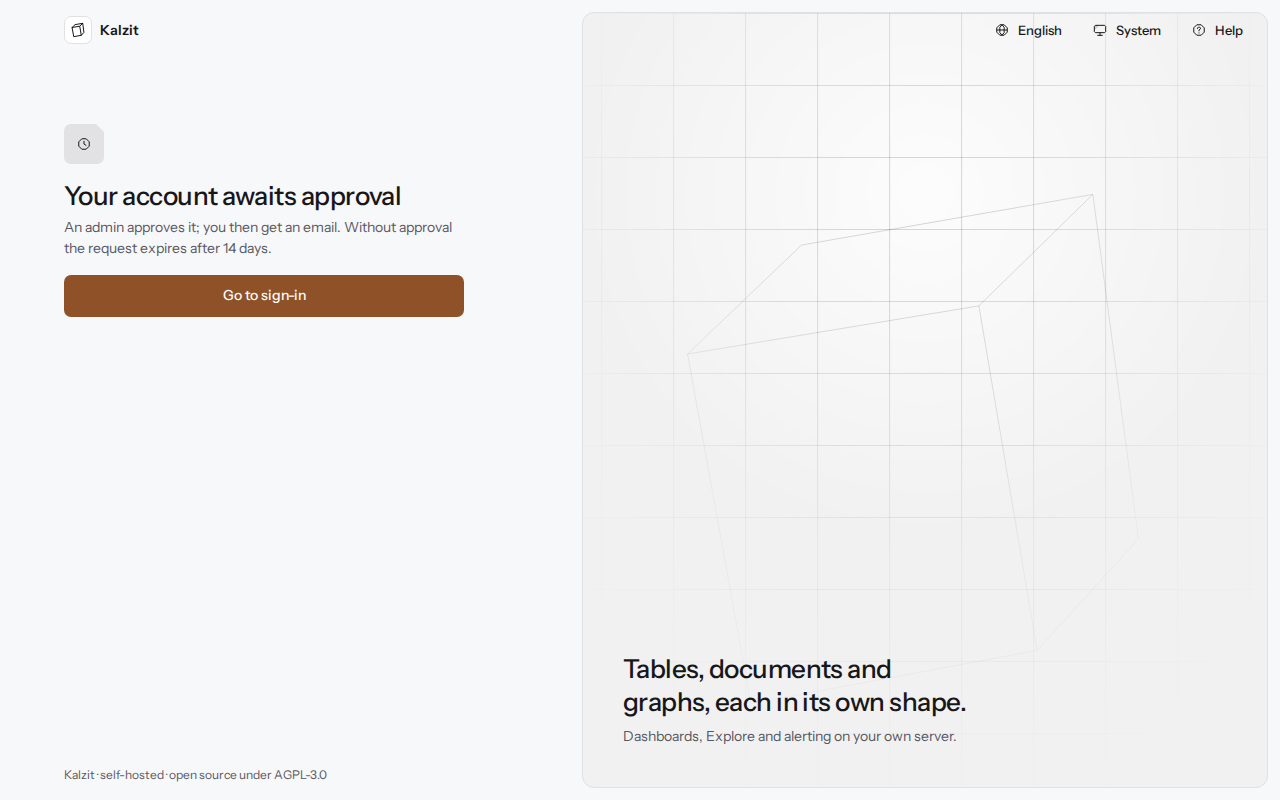 Kalzit
English
System
Help
Your account awaits approval
An admin approves it; you then get an email. Without approval
the request expires after 14 days.
Go to sign-in
Tables, documents and
graphs, each in its own shape.
Dashboards, Explore and alerting on your own server.
Kalzit · self-hosted · open source under AGPL-3.0